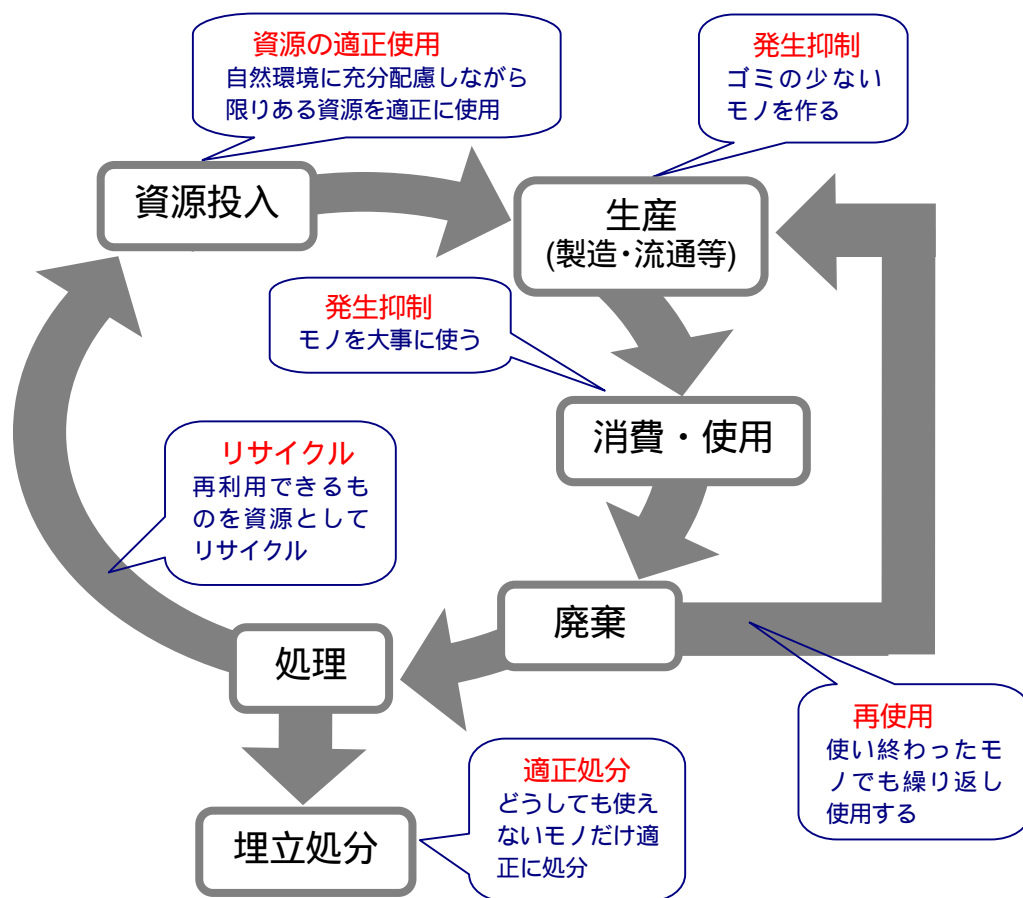 資源の適正使用
自然環境に充分配慮しながら
限りある資源を適正に使用
発生抑制
ゴミの少ない
モノを作る
資源投入
生産
(製造・流通等)
発生抑制
モノを大事に使う
消費・使用
リサイクル
再利用できるも
のを資源として
リサイクル
廃棄
処理
再使用
使い終わったモ
ノでも繰り返し
使用する
適正処分
どうしても使え
ないモノだけ適
正に処分
埋立処分